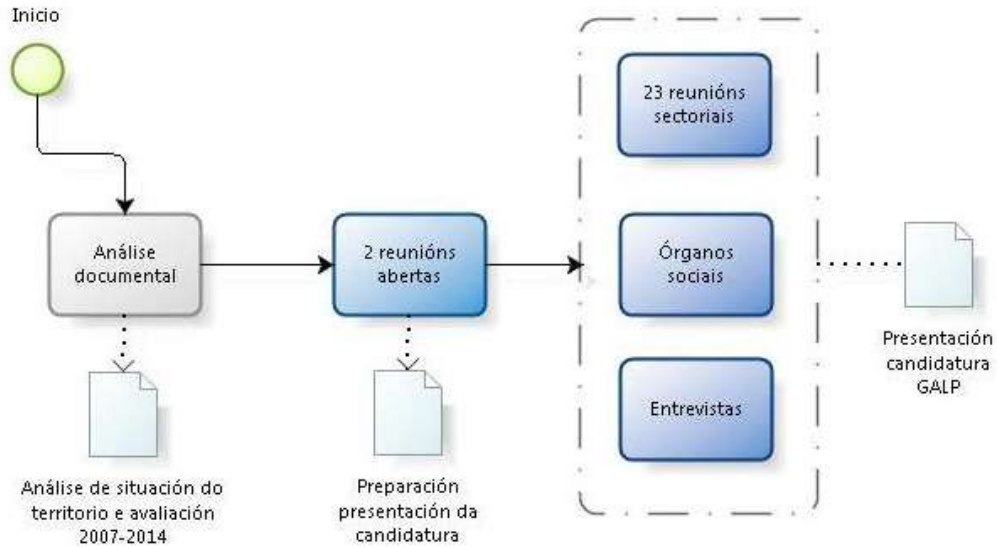 Inicio
Análise
documental
2 reunións
abertas
23 reunións
sectoriais
Órganos
sociais
Entrevistas
Análise de situación do
territorio e avaliación
2007-2014
Preparación
presentación da
candidatura
Presentación
candidatura
GALP